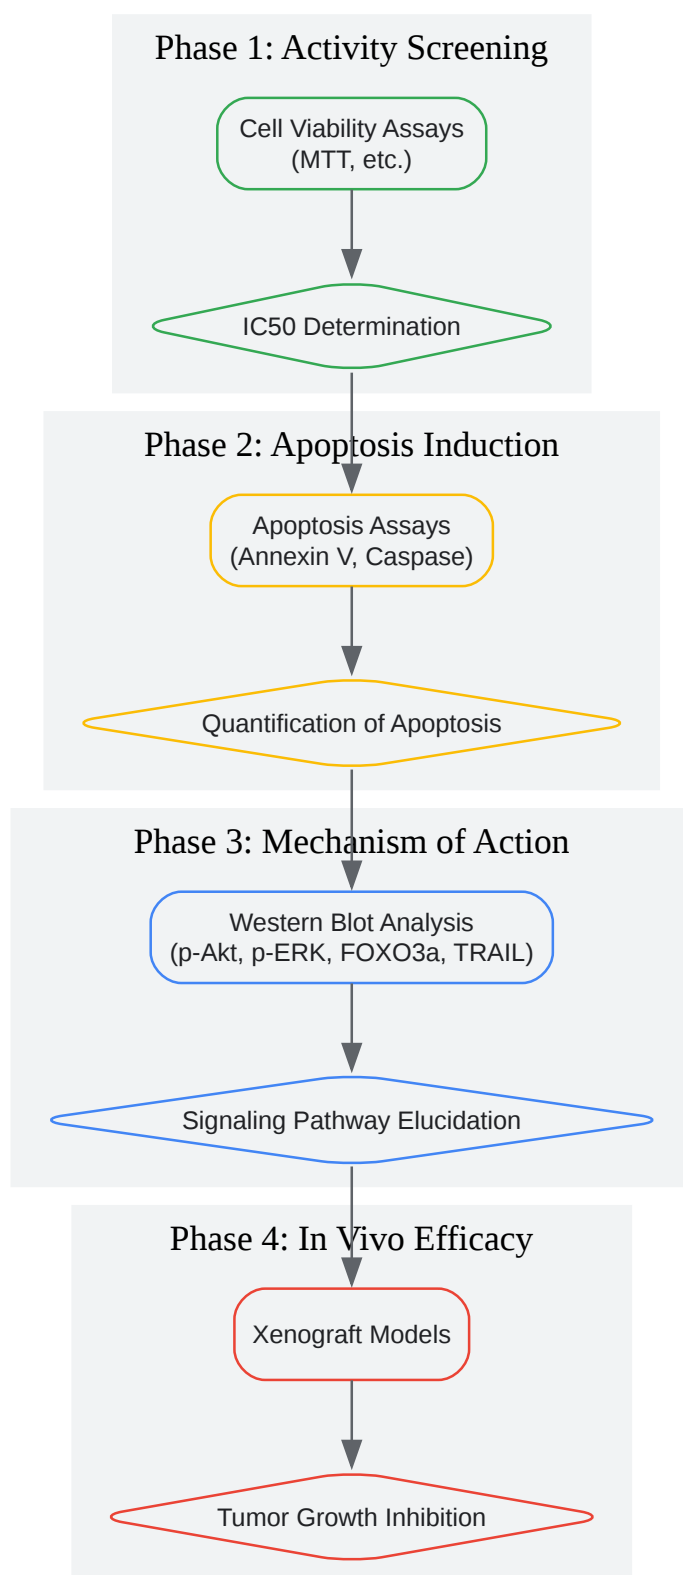 Phase 1: Activity Screening
Cell Viability Assays
(MTT, etc.)
IC50 Determination
Phase 2: Apoptosis Induction
Apoptosis Assays
(Annexin V, Caspase)
Quantification of Apoptosis
Phase 3: Mechanism of Action
Western Blot Analysis
(p-Akt, p-ERK, FOXO3a, TRAIL)
Signaling Pathway Elucidation
Phase 4: In Vivo Efficacy
Xenograft Models
Tumor Growth Inhibition